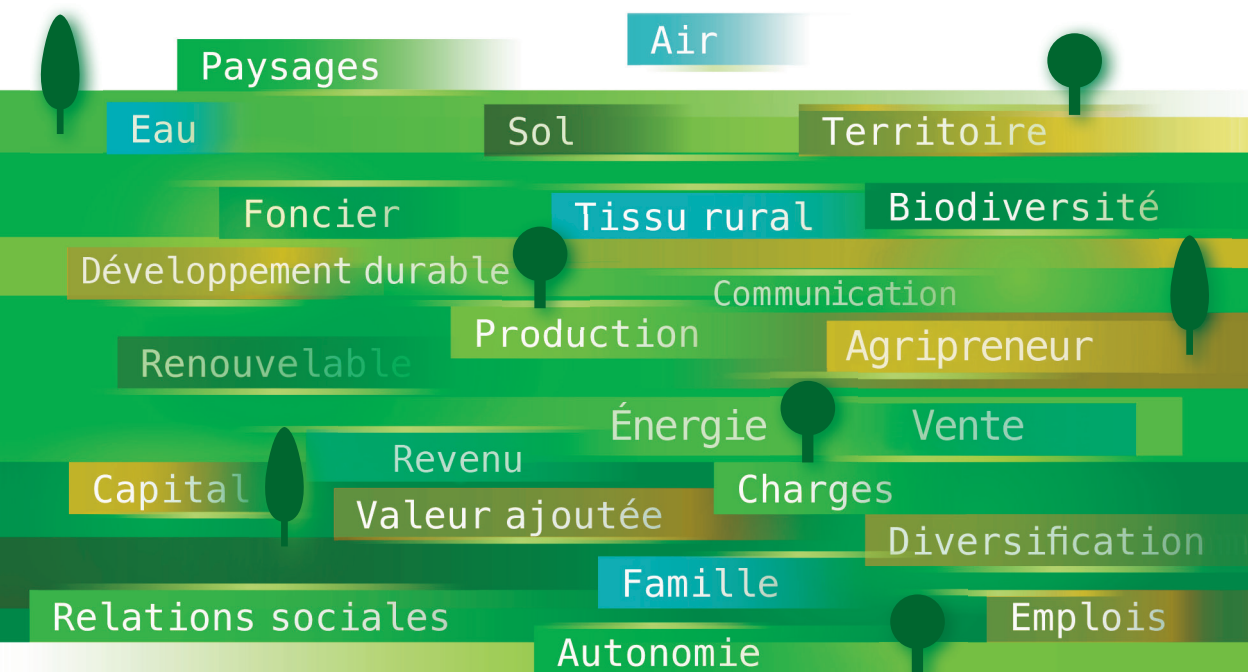 Air
Paysages
Eau
Sol
Territoire
Foncier
Tissu rural
Biodiversité
Développement durable
Communication
Production
Agripreneur
Renouvelable
Énergie
Vente
Revenu
Capital
Charges
Valeur ajoutée
Diversification
Famille
Relations sociales
Emplois
Autonomie